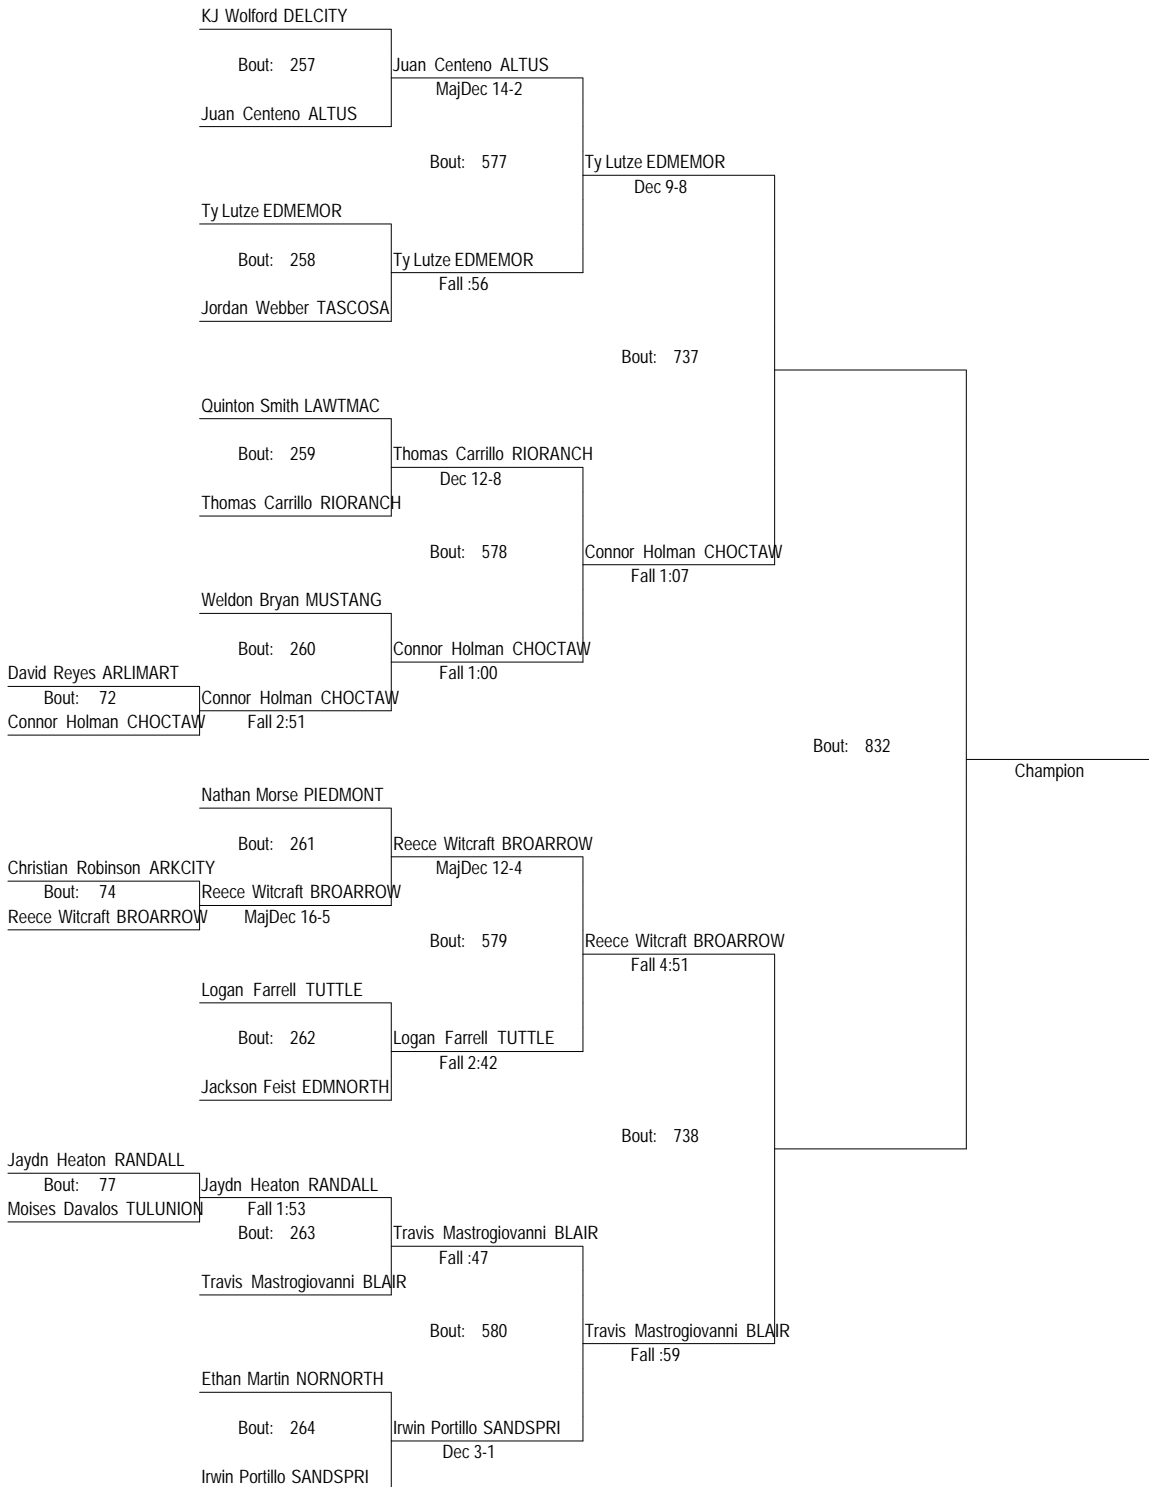 KJ Wolford DELCITY
Bout: 257
Juan Centeno ALTUS
MajDec 14-2
Juan Centeno ALTUS
Bout: 577
Ty Lutze EDMEMOR
Dec 9-8
Ty Lutze EDMEMOR
Bout: 258
Ty Lutze EDMEMOR
Fall :56
Jordan Webber TASCOSA
Bout: 737
Quinton Smith LAWTMAC
Bout: 259
Thomas Carrillo RIORANCH
Dec 12-8
Thomas Carrillo RIORANCH
Bout: 578
Connor Holman CHOCTAW
Fall 1:07
Weldon Bryan MUSTANG
Bout: 260
Connor Holman CHOCTAW
Fall 1:00
David Reyes ARLIMART
Bout: 72
Connor Holman CHOCTAW
Connor Holman CHOCTAW
Fall 2:51
Bout: 832
Champion
Nathan Morse PIEDMONT
Bout: 261
Reece Witcraft BROARROW
MajDec 12-4
Christian Robinson ARKCITY
Bout: 74
Reece Witcraft BROARROW
Reece Witcraft BROARROW
MajDec 16-5
Bout: 579
Reece Witcraft BROARROW
Fall 4:51
Logan Farrell TUTTLE
Bout: 262
Logan Farrell TUTTLE
Fall 2:42
Jackson Feist EDMNORTH
Bout: 738
Jaydn Heaton RANDALL
Bout: 77
Jaydn Heaton RANDALL
Moises Davalos TULUNION
Fall 1:53
Bout: 263
Travis Mastrogiovanni BLAIR
Fall :47
Travis Mastrogiovanni BLAIR
Bout: 580
Travis Mastrogiovanni BLAIR
Fall :59
Ethan Martin NORNORTH
Bout: 264
Irwin Portillo SANDSPRI
Dec 3-1
Irwin Portillo SANDSPRI